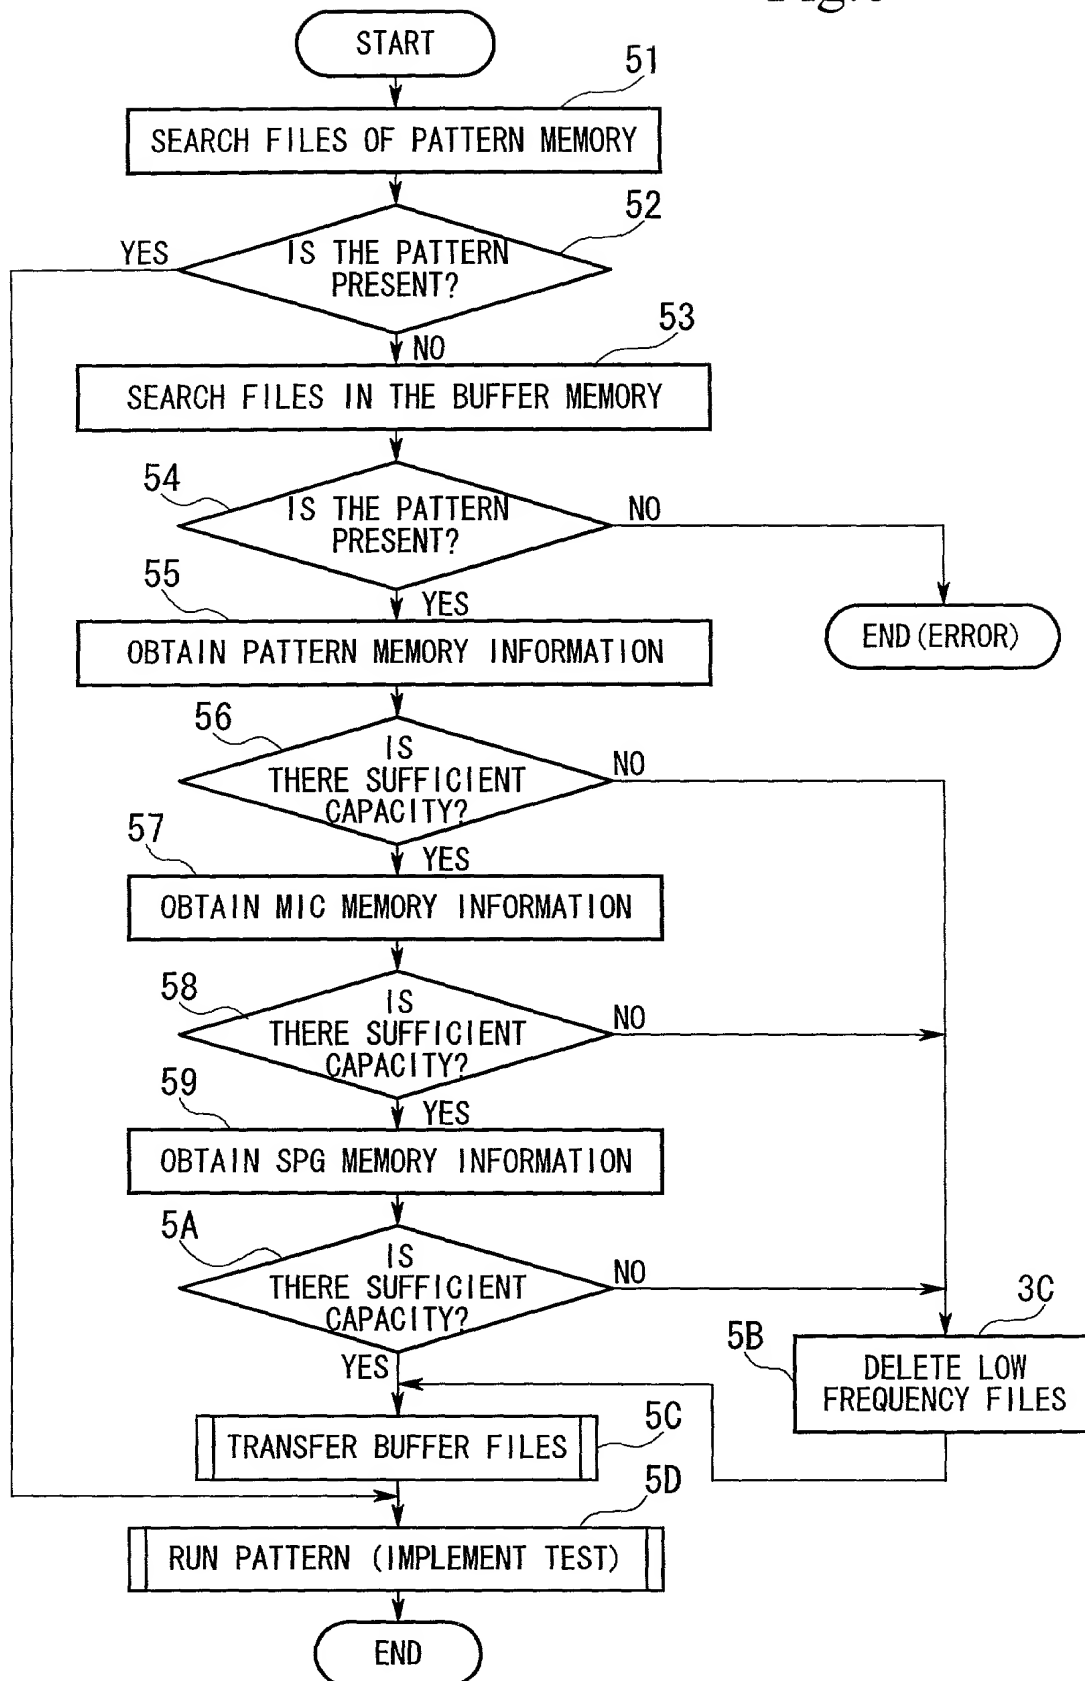 START
51
SEARCH FILES OF PATTERN MEMORY
52
YES
IS THE PATTERN
PRESENT?
NO
53
SEARCH FILES IN THE BUFFER MEMORY
54
IS THE PATTERN
PRESENT?
NO
55
YES
END (ERROR)
OBTAIN PATTERN MEMORY INFORMATION
56
IS
THERE SUFFICIENT
CAPACITY?
NO
57
YES
OBTAIN MIC MEMORY INFORMATION
58
IS
THERE SUFFICIENT
CAPACITY?
NO
59
YES
OBTAIN SPG MEMORY INFORMATION
5A
IS
THERE SUFFICIENT
CAPACITY?
NO
3C
5B
DELETE LOW
FREQUENCY FILES
YES
5C
TRANSFER BUFFER FILES
5D
RUN PATTERN (IMPLEMENT TEST)
END